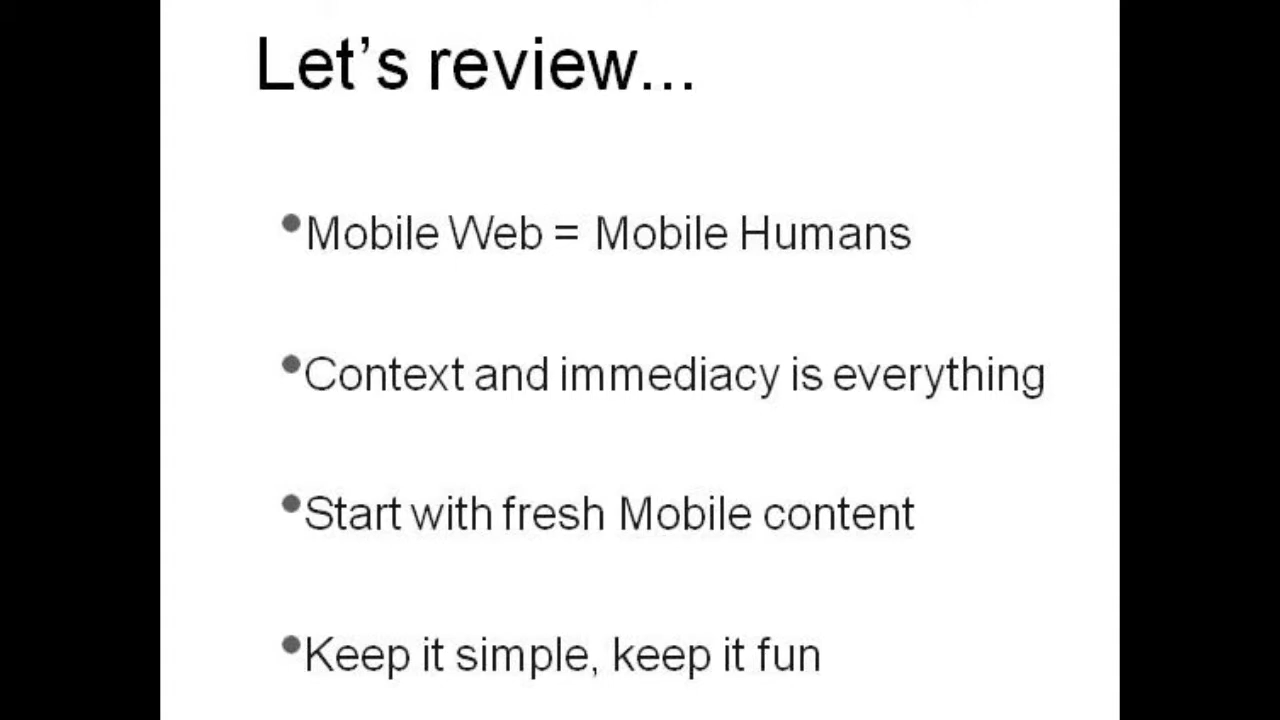 Let’s review...
•Mobile Web = Mobile Humans
•Context and immediacy is everything
•Start with fresh Mobile content
•Keep it simple, keep it fun